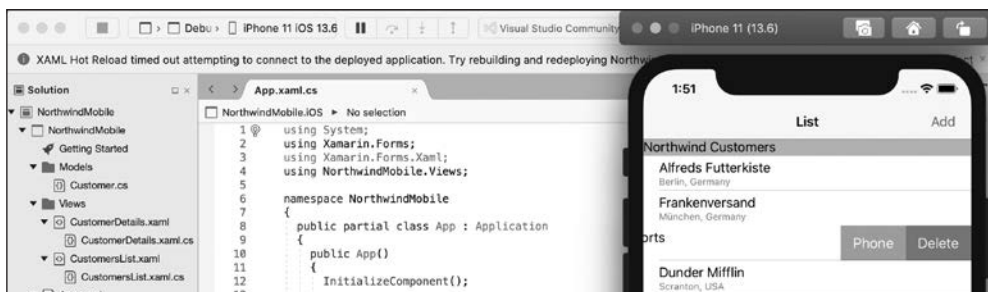 Debu › iPhone 11 iOS 13.6
Visual Studio Community
XAML Hot Reload timed out attempting to connect to the deployed application. Try rebuilding and redeploying Northwi
Solution
NorthwindMobile
NorthwindMobile
Getting Started
Models
Customer.cs
Views
CustomerDetails.xaml
CustomerDetails.xaml.cs
CustomersList.xaml
CustomersList.xaml.cs
App.xaml.cs
NorthwindMobile.iOS ▸ No selection
1 using System;
2 using Xamarin.Forms;
3 using Xamarin.Forms.Xaml;
4 using NorthwindMobile.Views;
5
6 namespace NorthwindMobile
7 {
8 public partial class App : Application
9 {
10 public App()
11 {
12 InitializeComponent();
iPhone 11 (13.6)
1:51
List Add
Northwind Customers
Alfreds Futterkiste
Berlin, Germany
Frankenversand
München, Germany
orts Phone Delete
Dunder Mifflin
Scranton, USA